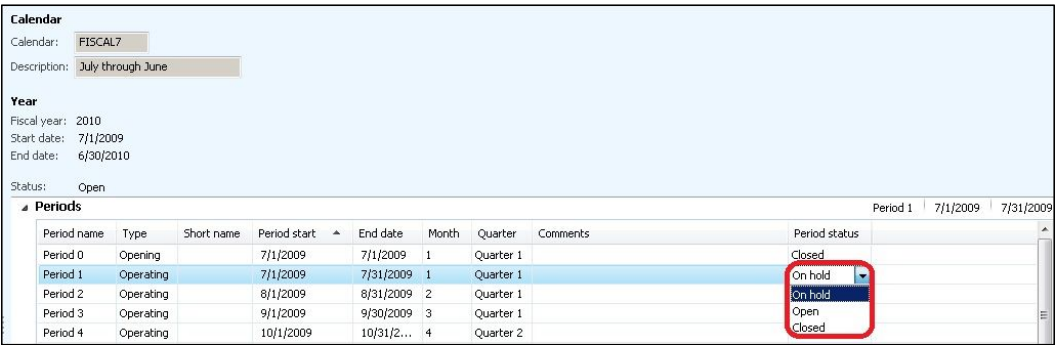 Calendar
Calendar: FISCAL7
Description: July through June
Year
Fiscal year: 2010
Start date: 7/1/2009
End date: 6/30/2010
Status: Open
Periods Period 1 7/1/2009 7/31/2009
Period name Type Short name Period start End date Month Quarter Comments Period status
Period 0 Opening 7/1/2009 7/1/2009 1 Quarter 1 Closed
Period 1 Operating 7/1/2009 7/31/2009 1 Quarter 1 On hold
Period 2 Operating 8/1/2009 8/31/2009 2 Quarter 1 On hold
Period 3 Operating 9/1/2009 9/30/2009 3 Quarter 1 Open
Period 4 Operating 10/1/2009 10/31/2... 4 Quarter 2 Closed